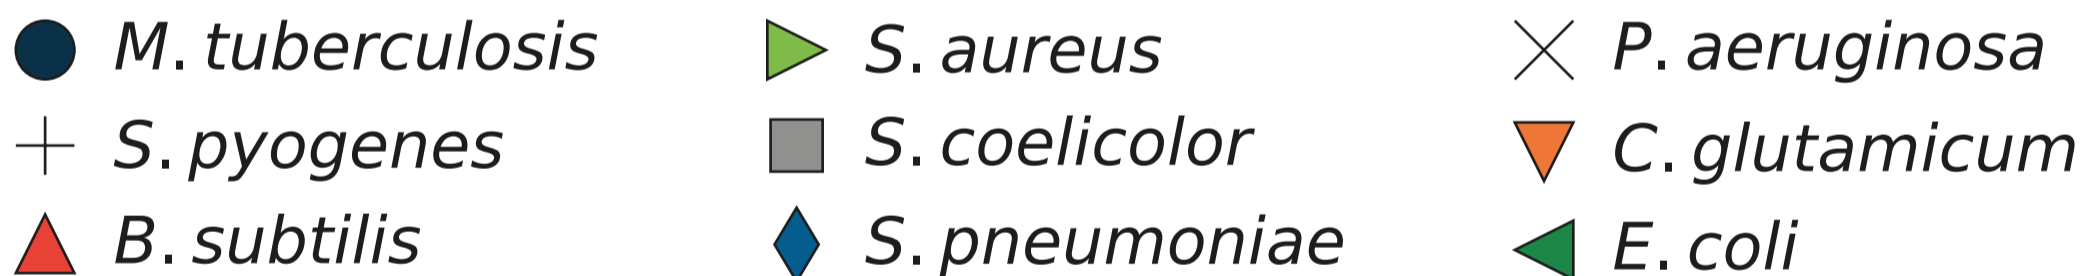 M. tuberculosis S. aureus P. aeruginosa
S. pyogenes S. coelicolor C. glutamicum
B. subtilis S. pneumoniae E. coli